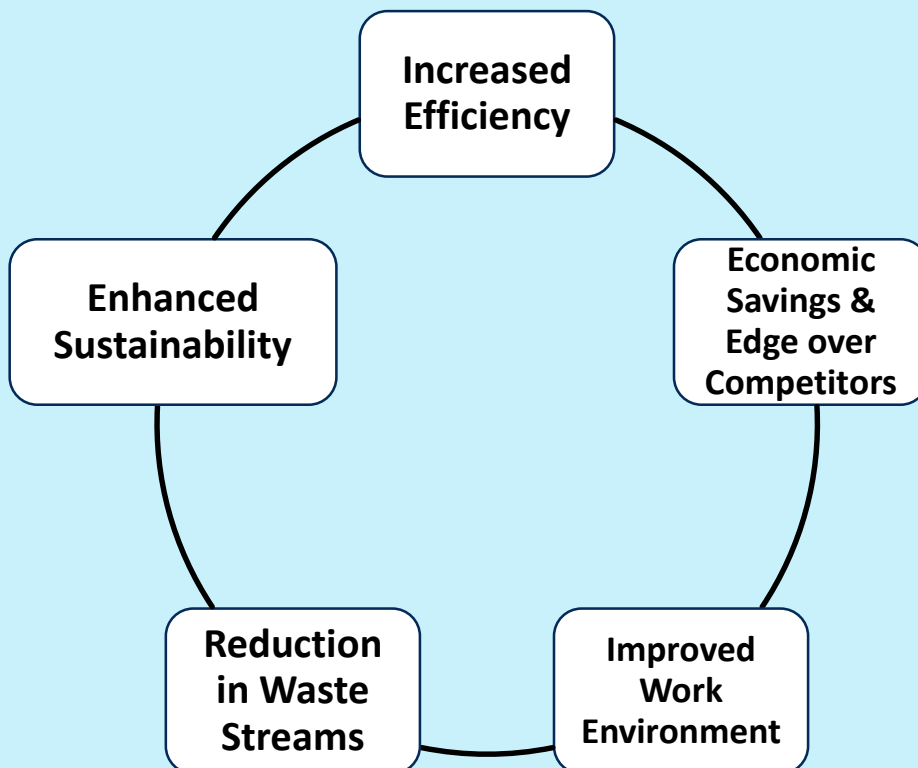 Increased
Efficiency
Economic
Savings &
Edge over
Competitors
Improved
Work
Environment
Reduction
in Waste
Streams
Enhanced
Sustainability